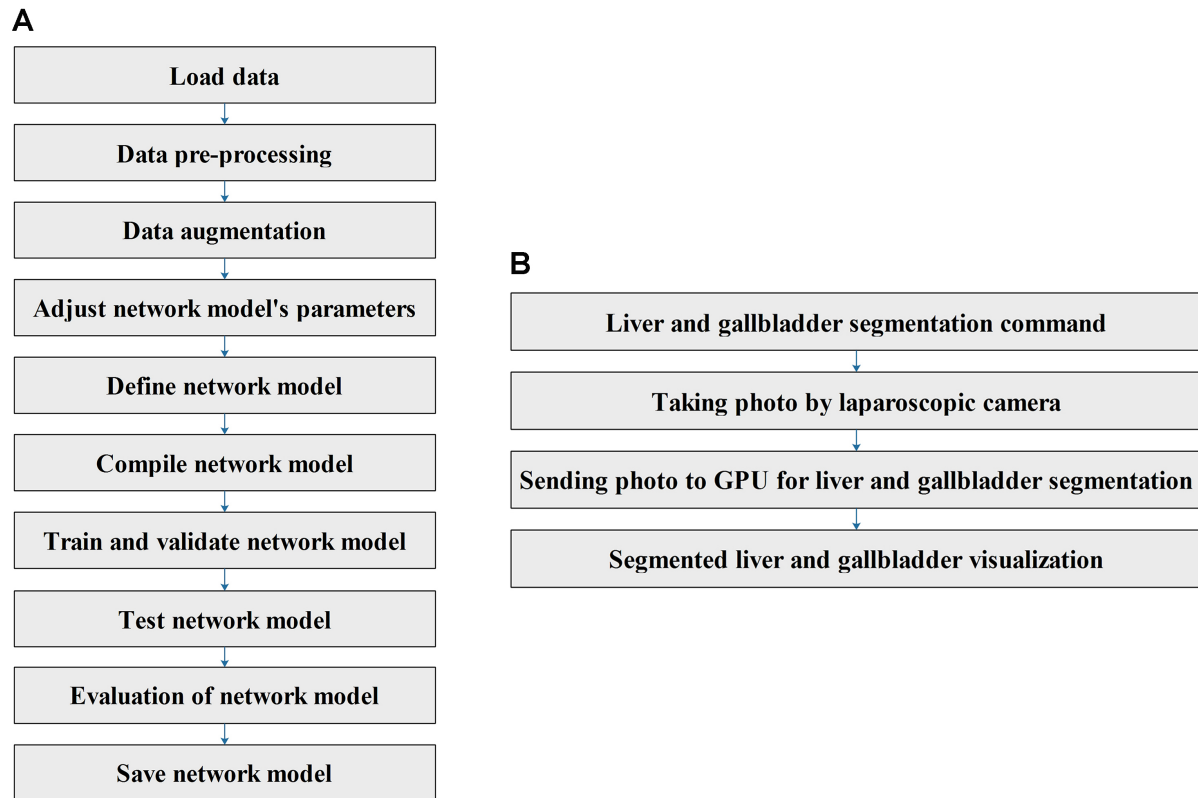 A
Load data
Data pre-processing
Data augmentation
Adjust network model's parameters
Define network model
Compile network model
Train and validate network model
Test network model
Evaluation of network model
Save network model
B
Liver and gallbladder segmentation command
Taking photo by laparoscopic camera
Sending photo to GPU for liver and gallbladder segmentation
Segmented liver and gallbladder visualization